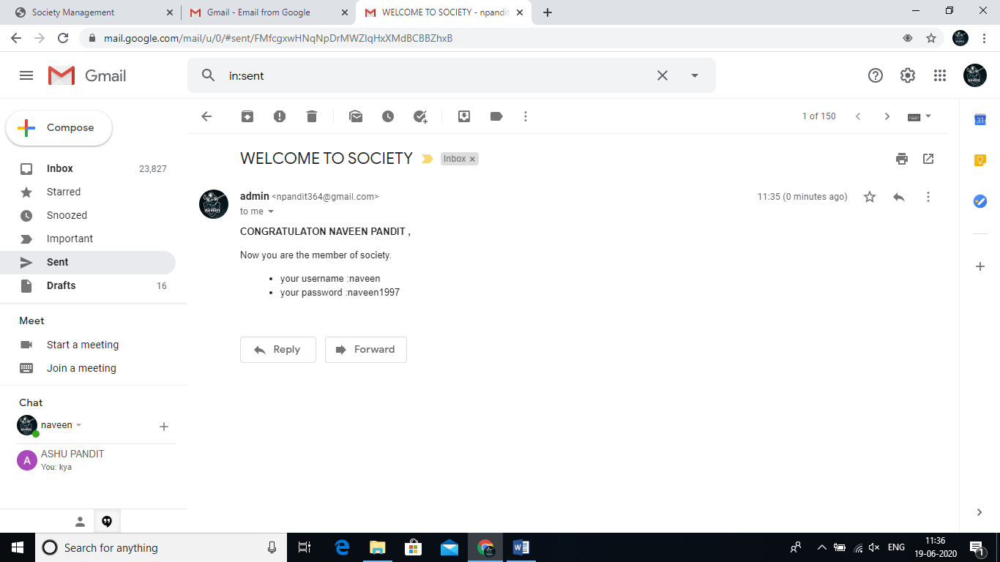 Society Management
Gmail - Email from Google
WELCOME TO SOCIETY - npandit
mail.google.com/mail/u/0/#sent/FMfcgxwHNqNpDrMWZlqHxXMdBCBBZhxB
Gmail
in:sent
Compose
1 of 150
31
Inbox 23,827
Starred
Snoozed
Important
Sent
Drafts 16
WELCOME TO SOCIETY Inbox x
admin <npandit364@gmail.com> 11:35 (0 minutes ago)
to me
CONGRATULATON NAVEEN PANDIT ,
Now you are the member of society.
• your username :naveen
• your password :naveen1997
Reply Forward
Meet
Start a meeting
Join a meeting
Chat
naveen
A ASHU PANDIT
You: kya
Search for anything
ENG
11:36
19-06-2020
1